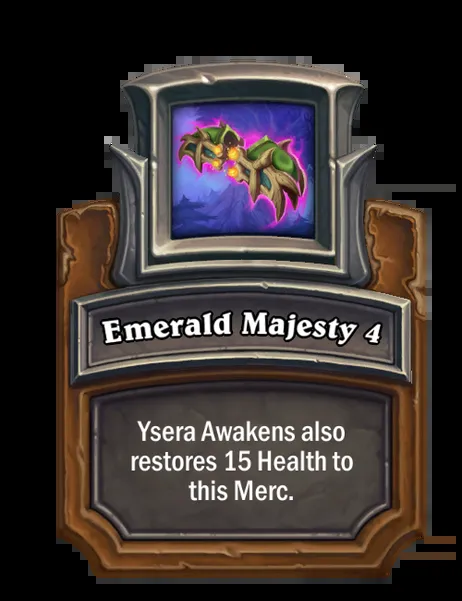 Emerald Majesty 4
Ysera Awakens also
restores 15 Health to
this Merc.